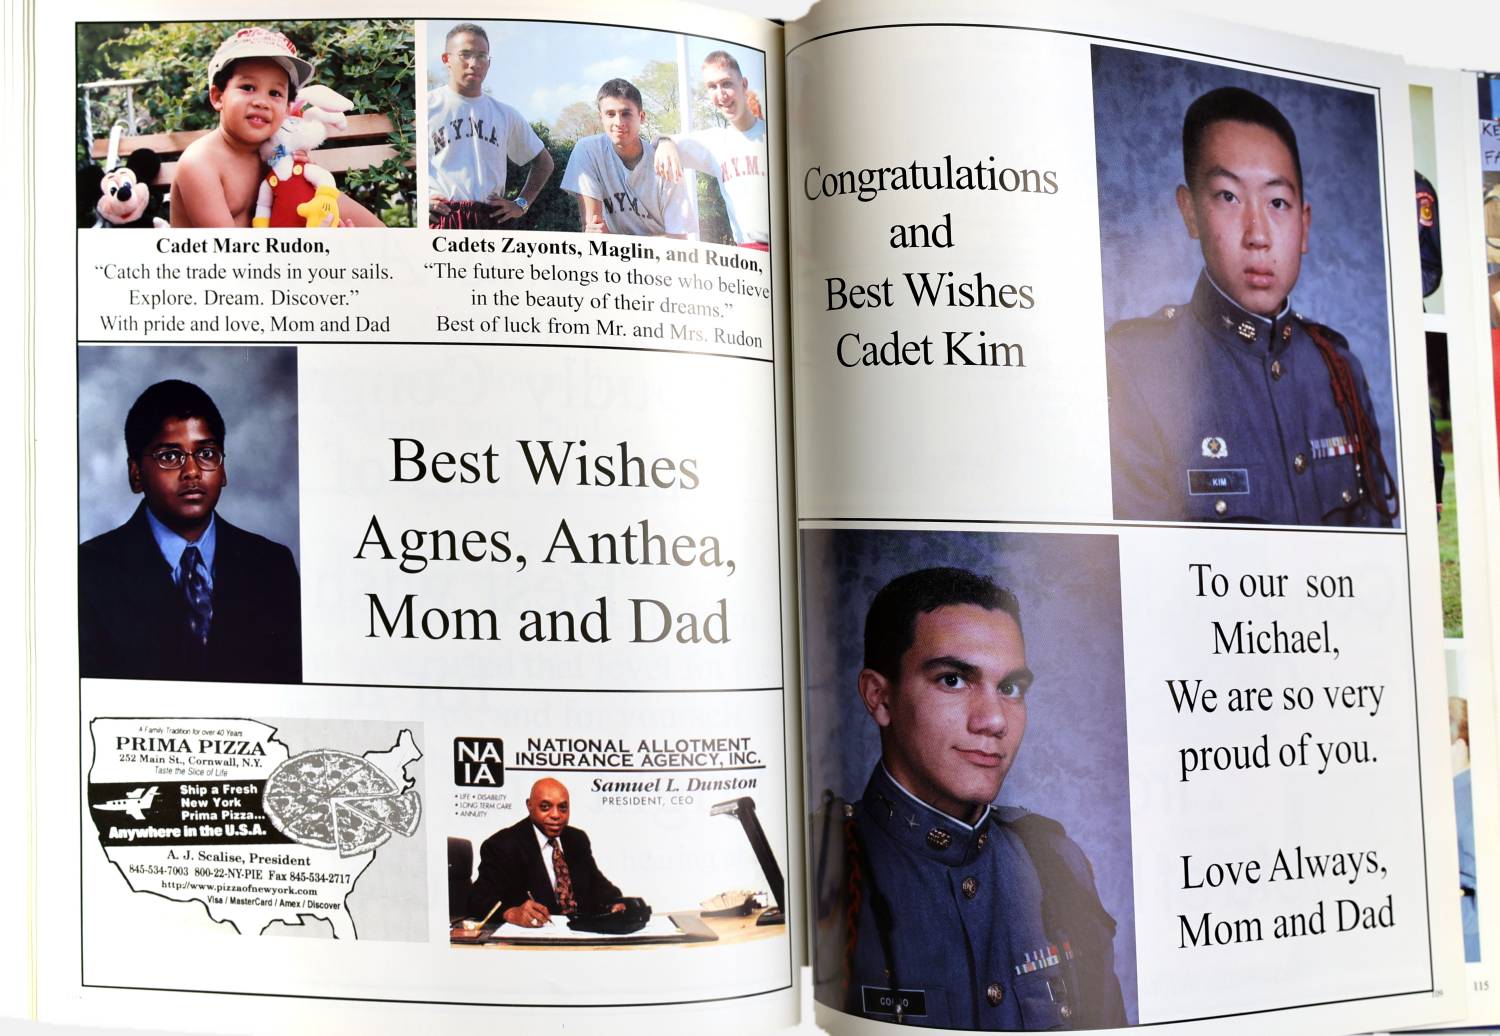 N.Y.M.A.
N.Y.M.
N.Y.M.
Cadet Marc Rudon,
“Catch the trade winds in your sails.
Explore. Dream. Discover.”
With pride and love, Mom and Dad
Cadets Zayonts, Maglin, and Rudon,
“The future belongs to those who believe
in the beauty of their dreams.”
Best of luck from Mr. and Mrs. Rudon
Best Wishes
Agnes, Anthea,
Mom and Dad
A Family Tradition for over 40 Years
PRIMA PIZZA
252 Main St., Cornwall, N.Y.
Taste the Slice of Life
Ship a Fresh
New York
Prima Pizza...
Anywhere in the U.S.A.
A. J. Scalise, President
845-534-7003 800-22-NY-PIE Fax 845-534-2717
http://www.pizzaofnewyork.com
Visa / MasterCard / Amex / Discover
NA
IA
NATIONAL ALLOTMENT
INSURANCE AGENCY, INC.
Samuel L. Dunston
PRESIDENT, CEO
• LIFE • DISABILITY
• LONG TERM CARE
• ANNUITY
Congratulations
and
Best Wishes
Cadet Kim
KIM
To our son
Michael,
We are so very
proud of you.
Love Always,
Mom and Dad
109
115